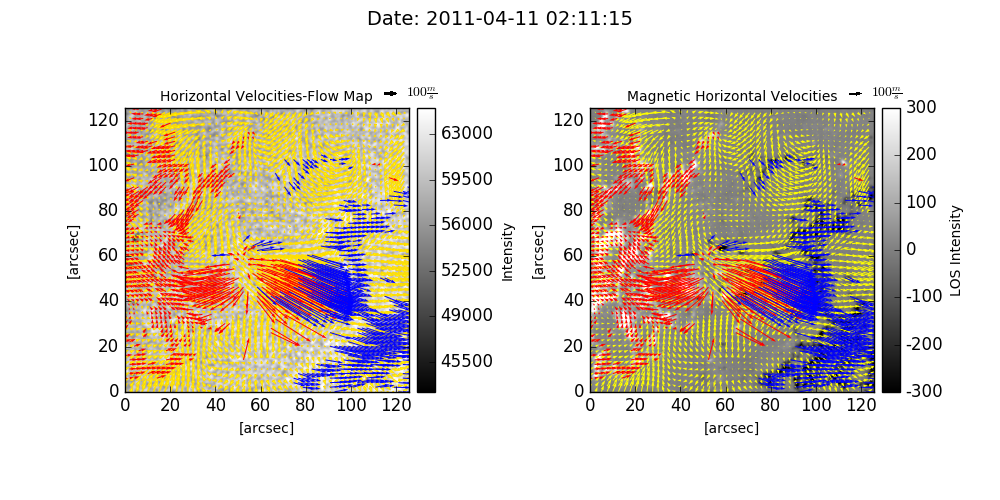 Date: 2011-04-11 02:11:15
Horizontal Velocities-Flow Map
100 m/s
Magnetic Horizontal Velocities
100 m/s
120
100
80
60
40
20
0
[arcsec]
0 20 40 60 80 100 120
[arcsec]
63000
59500
56000
52500
49000
45500
Intensity
120
100
80
60
40
20
0
[arcsec]
0 20 40 60 80 100 120
[arcsec]
300
200
100
0
-100
-200
-300
LOS Intensity